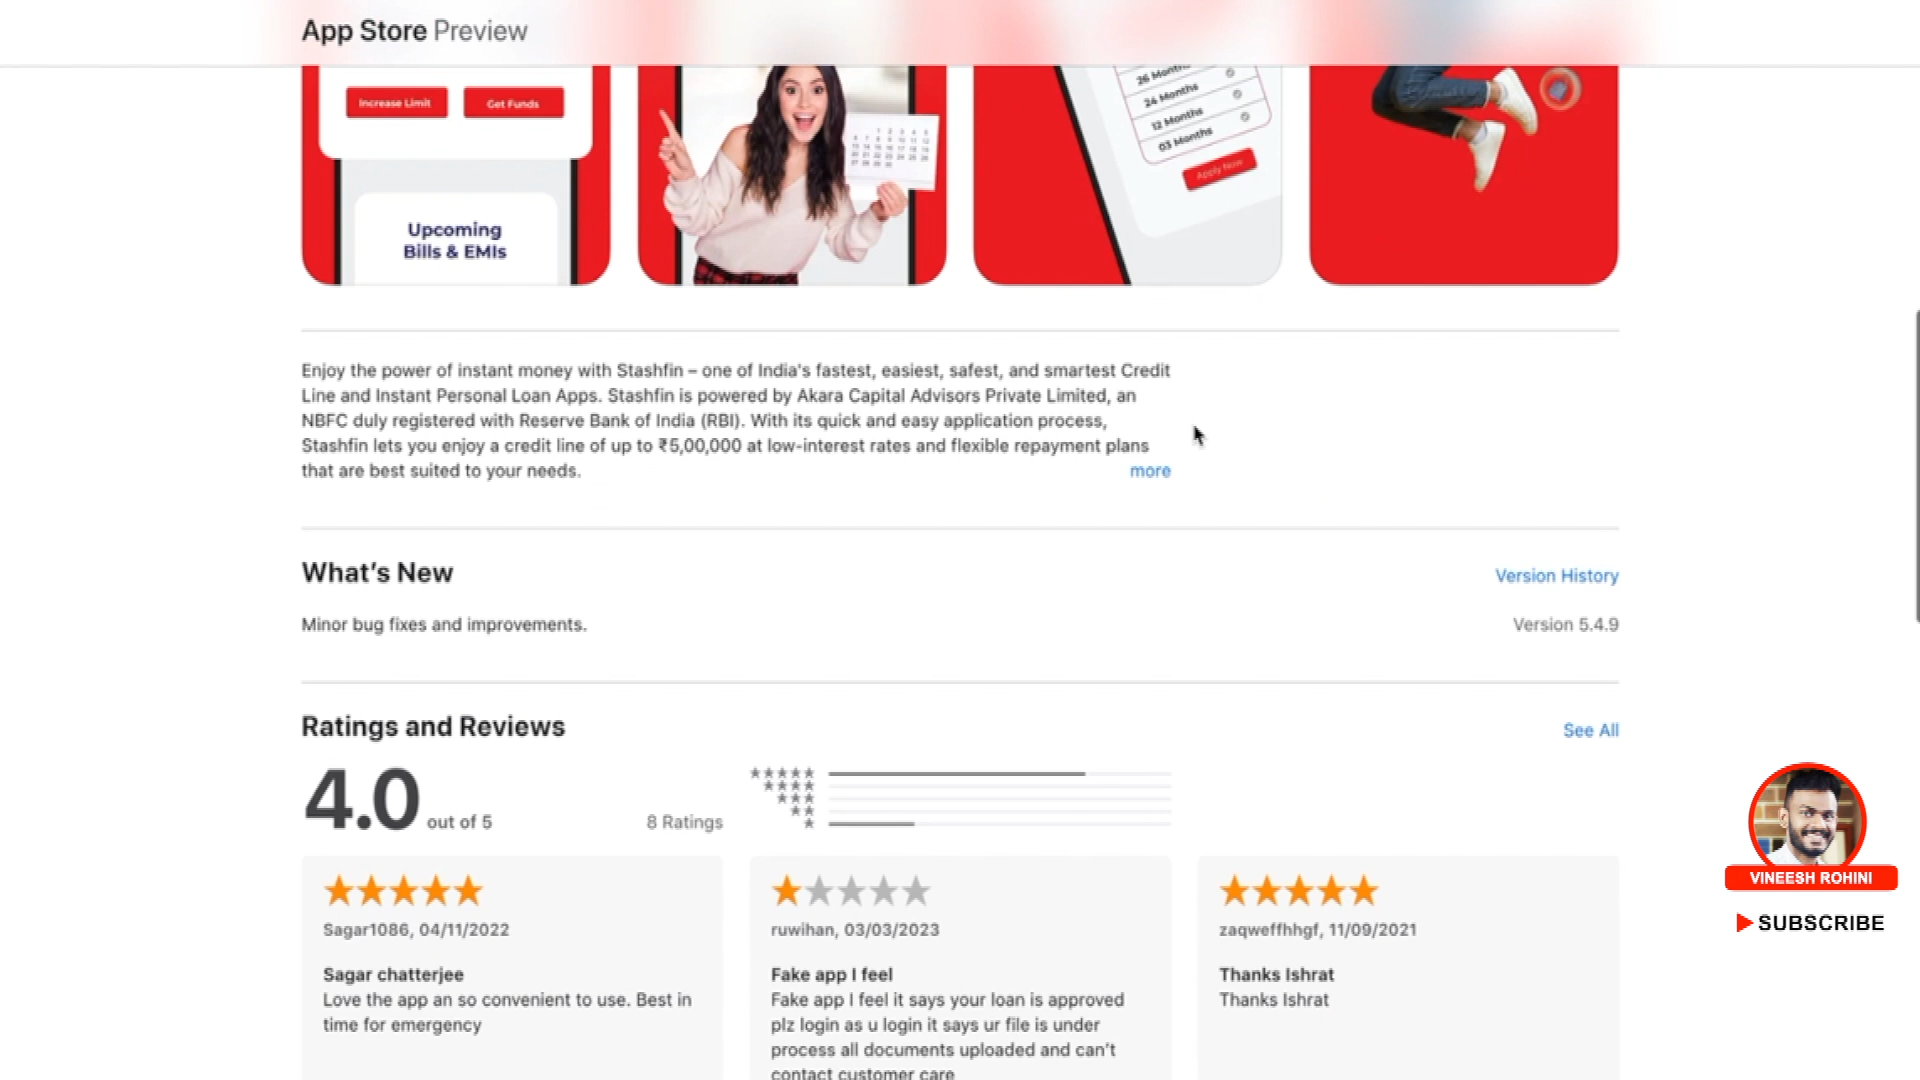 App Store Preview
Increase Limit
Get Funds
Upcoming
Bills & EMIs
26 Months
24 Months
12 Months
03 Months
Apply Now
Enjoy the power of instant money with Stashfin – one of India's fastest, easiest, safest, and smartest Credit
Line and Instant Personal Loan Apps. Stashfin is powered by Akara Capital Advisors Private Limited, an
NBFC duly registered with Reserve Bank of India (RBI). With its quick and easy application process,
Stashfin lets you enjoy a credit line of up to ₹5,00,000 at low-interest rates and flexible repayment plans
that are best suited to your needs.
more
What's New
Version History
Minor bug fixes and improvements.
Version 5.4.9
Ratings and Reviews
See All
4.0 out of 5
8 Ratings
Sagar1086, 04/11/2022
Sagar chatterjee
Love the app an so convenient to use. Best in
time for emergency
ruwihan, 03/03/2023
Fake app I feel
Fake app I feel it says your loan is approved
plz login as u login it says ur file is under
process all documents uploaded and can't
contact customer care
zaqweffhhgf, 11/09/2021
Thanks Ishrat
Thanks Ishrat
VINEESH ROHINI
SUBSCRIBE